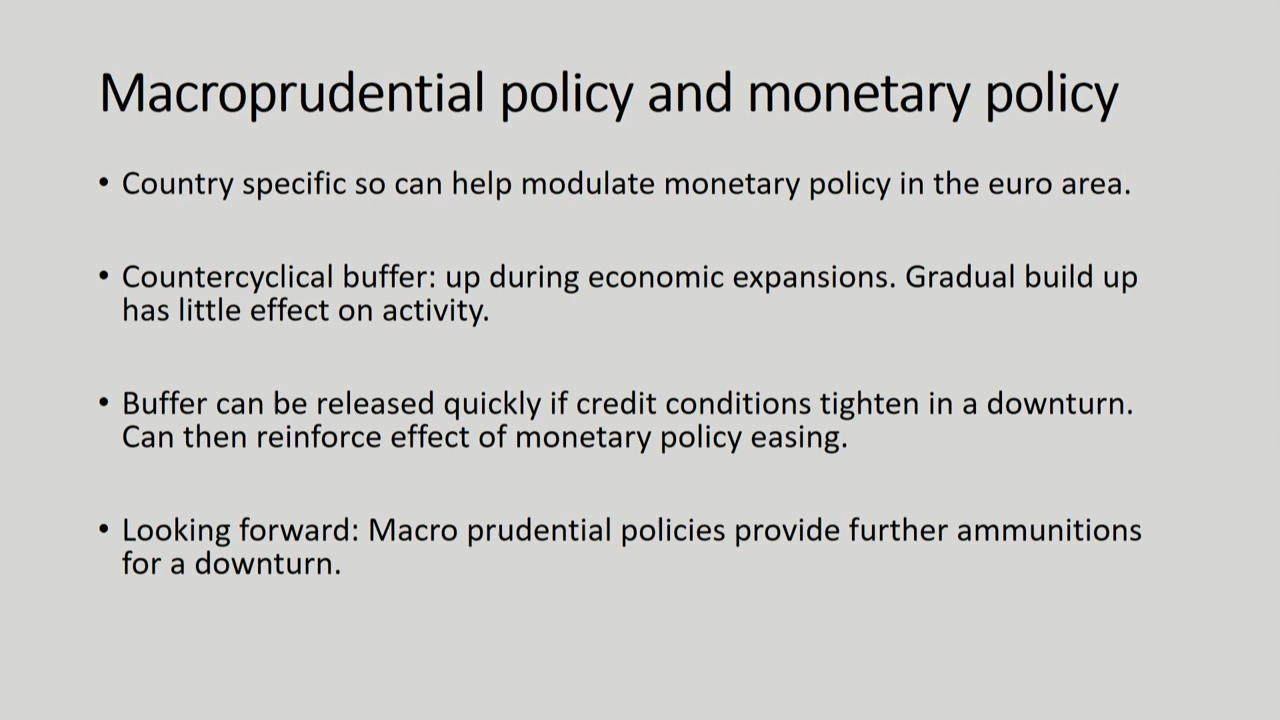 Macroprudential policy and monetary policy
• Country specific so can help modulate monetary policy in the euro area.
• Countercyclical buffer: up during economic expansions. Gradual build up
has little effect on activity.
• Buffer can be released quickly if credit conditions tighten in a downturn.
Can then reinforce effect of monetary policy easing.
• Looking forward: Macro prudential policies provide further ammunitions
for a downturn.